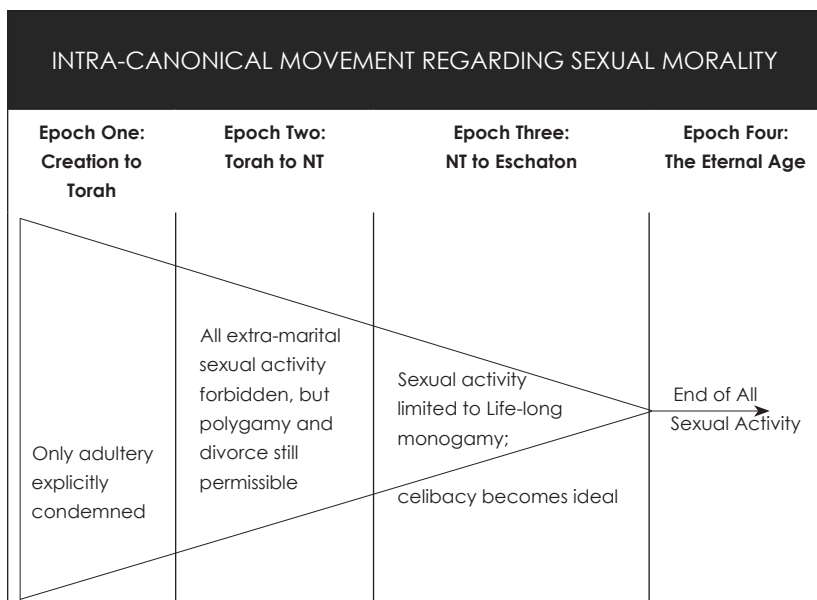 INTRA-CANONICAL MOVEMENT REGARDING SEXUAL MORALITY
Epoch One:
Creation to
Torah
Epoch Two:
Torah to NT
Epoch Three:
NT to Eschaton
Epoch Four:
The Eternal Age
Only adultery
explicitly
condemned
All extra-marital
sexual activity
forbidden, but
polygamy and
divorce still
permissible
Sexual activity
limited to Life-long
monogamy;
celibacy becomes ideal
End of All
Sexual Activity